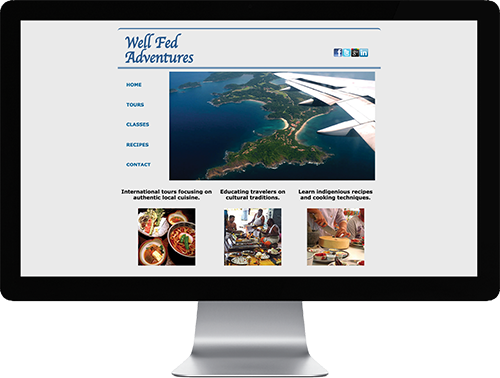 Well Fed
Adventures
HOME
TOURS
CLASSES
RECIPES
CONTACT
International tours focusing on
authentic local cuisine.
Educating travelers on
cultural traditions.
Learn indigenious recipes
and cooking techniques.